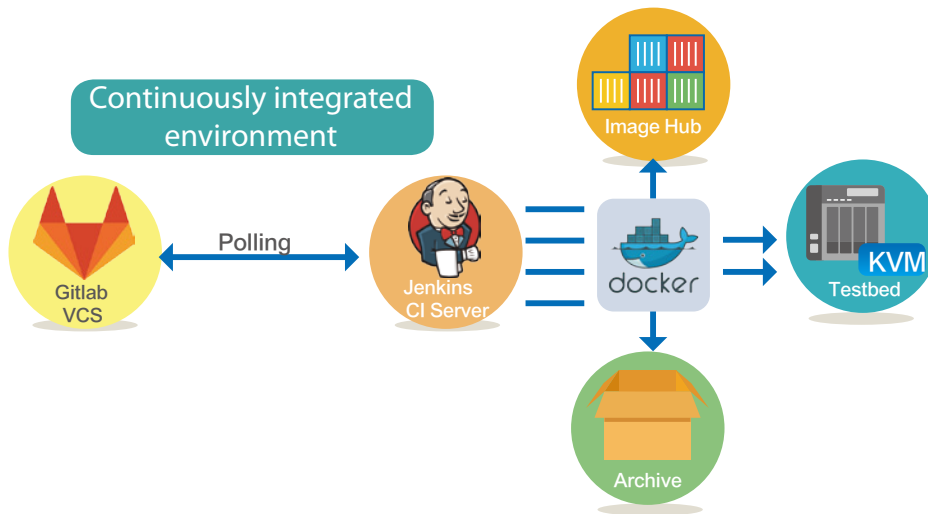 Continuously integrated
environment
Image Hub
Polling
Gitlab
VCS
Jenkins
CI Server
docker
KVM
Testbed
Archive